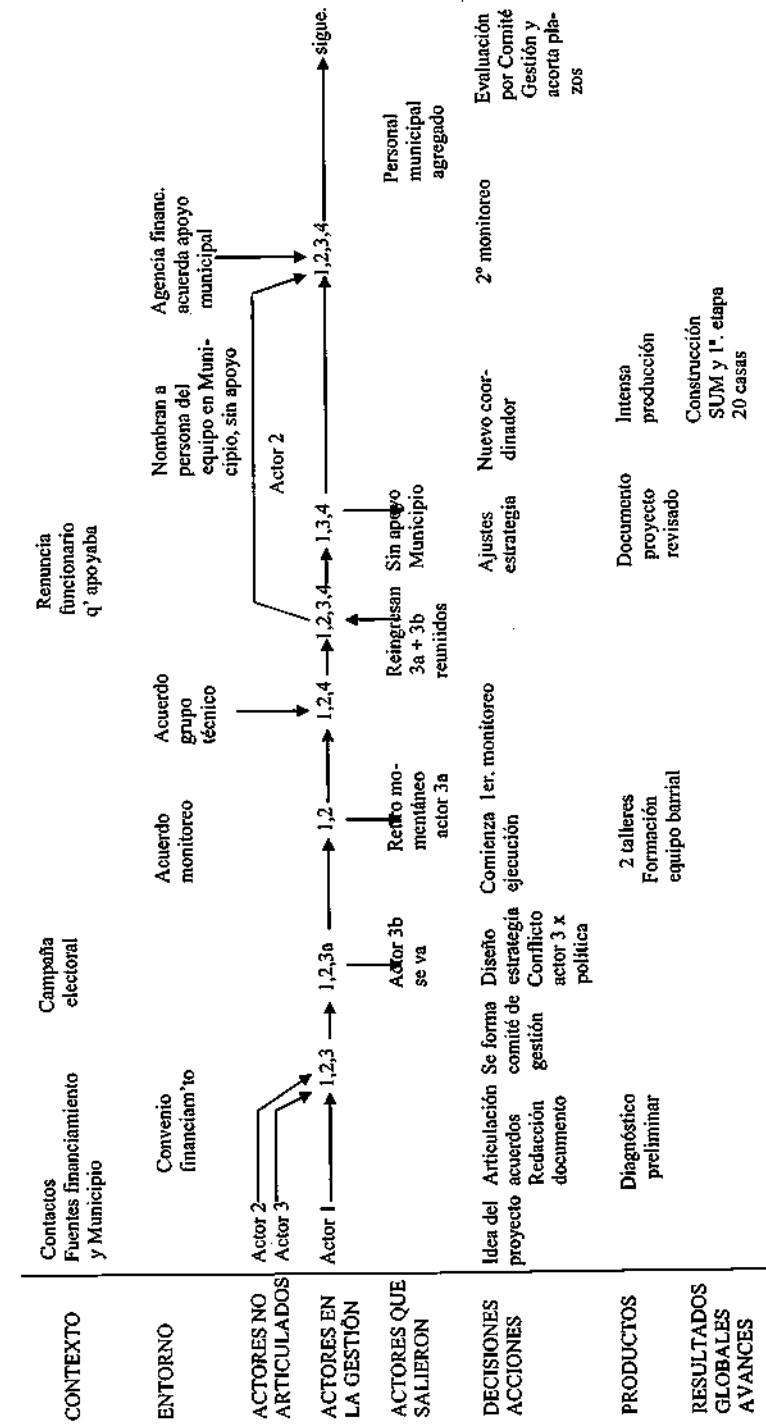 CONTEXTO
Contactos
Fuentes financiamiento
y Municipio
Campaña
electoral
Renuncia
funcionario
q' apoyaba
ENTORNO
Convenio
financiam'to
Acuerdo
monitoreo
Acuerdo
grupo
técnico
Nombran a
persona del
equipo en Muni-
cipio, sin apoyo
Agencia financ.
acuerda apoyo
municipal
ACTORES NO
ARTICULADOS
Actor 2
Actor 3
Actor 2
ACTORES EN
LA GESTIÓN
Actor 1
1,2,3
1,2,3a
1,2
1,2,4
1,2,3,4
1,3,4
1,2,3,4
sigue.
ACTORES QUE
SALIERON
Actor 3b
se va
Retiro mo-
mentáneo
actor 3a
Reingresan
3a + 3b
reuniidos
Sin apoyo
Municipio
Personal
municipal
agregado
DECISIONES
ACCIONES
Idea del
proyecto
Articulación
acuerdos
Redacción
documento
Se forma
comité de
gestión
Diseño
estrategia
Conflicto
actor 3 x
política
Comienza
ejecución
1er. monitoreo
Ajustes
estrategia
Nuevo coor-
dinador
2º monitoreo
Evaluación
por Comité
Gestión y
acorta pla-
zos
PRODUCTOS
Diagnóstico
preliminar
2 talleres
Formación
equipo barrial
Documento
proyecto
revisado
Intensa
producción
RESULTADOS
GLOBALES
AVANCES
Construcción
SUM y 1ª. etapa
20 casas